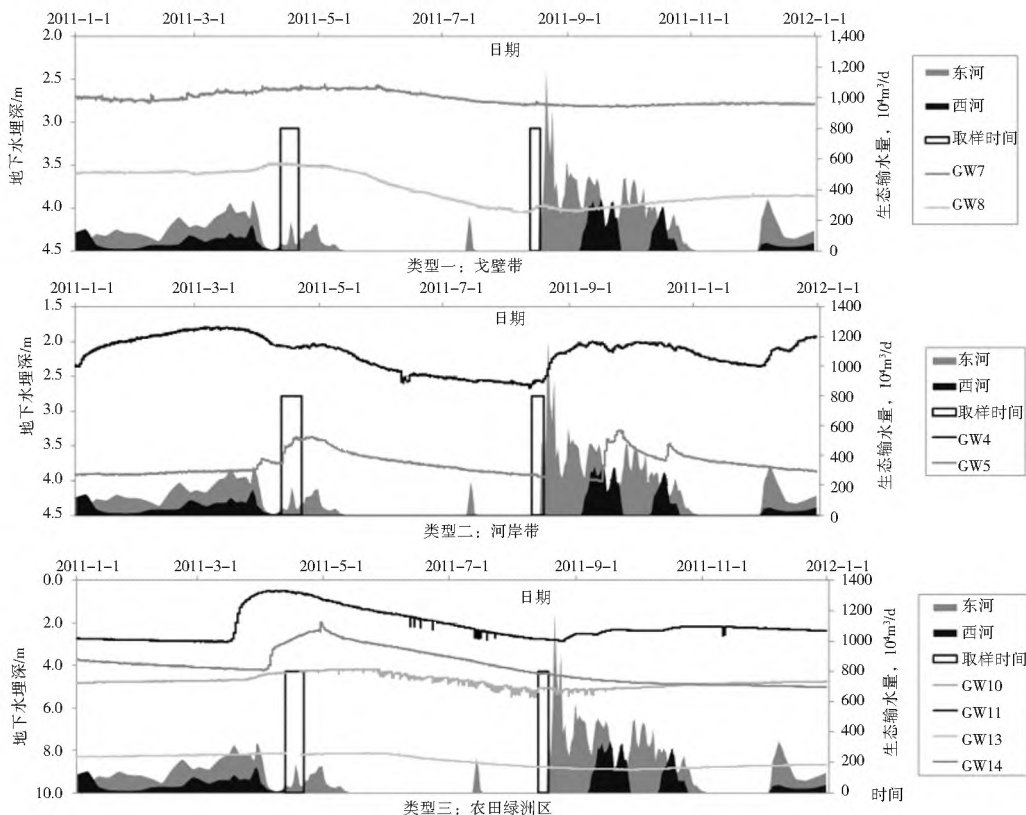 2011-1-1 2011-3-1 2011-5-1 2011-7-1 2011-9-1 2011-11-1 2012-1-1
日期
地下水埋深/m
2.0
2.5
3.0
3.5
4.0
4.5
1,400
1,200
1000
800
600
400
200
0
生态输水量, 10⁴m³/d
东河
西河
取样时间
GW7
GW8
类型一: 戈壁带
2011-1-1 2011-3-1 2011-5-1 2011-7-1 2011-9-1 2011-1-1 2012-1-1
日期
地下水埋深/m
1.5
2.0
2.5
3.0
3.5
4.0
4.5
1400
1200
1000
800
600
400
200
0
生态输水量, 10⁴m³/d
东河
西河
取样时间
GW4
GW5
类型二: 河岸带
2011-1-1 2011-3-1 2011-5-1 2011-7-1 2011-9-1 2011-11-1 2012-1-1
日期
地下水埋深/m
0.0
2.0
4.0
6.0
8.0
10.0
1400
1200
1000
800
600
400
200
0
生态输水量, 10⁴m³/d
时间
东河
西河
取样时间
GW10
GW11
GW13
GW14
类型三: 农田绿洲区